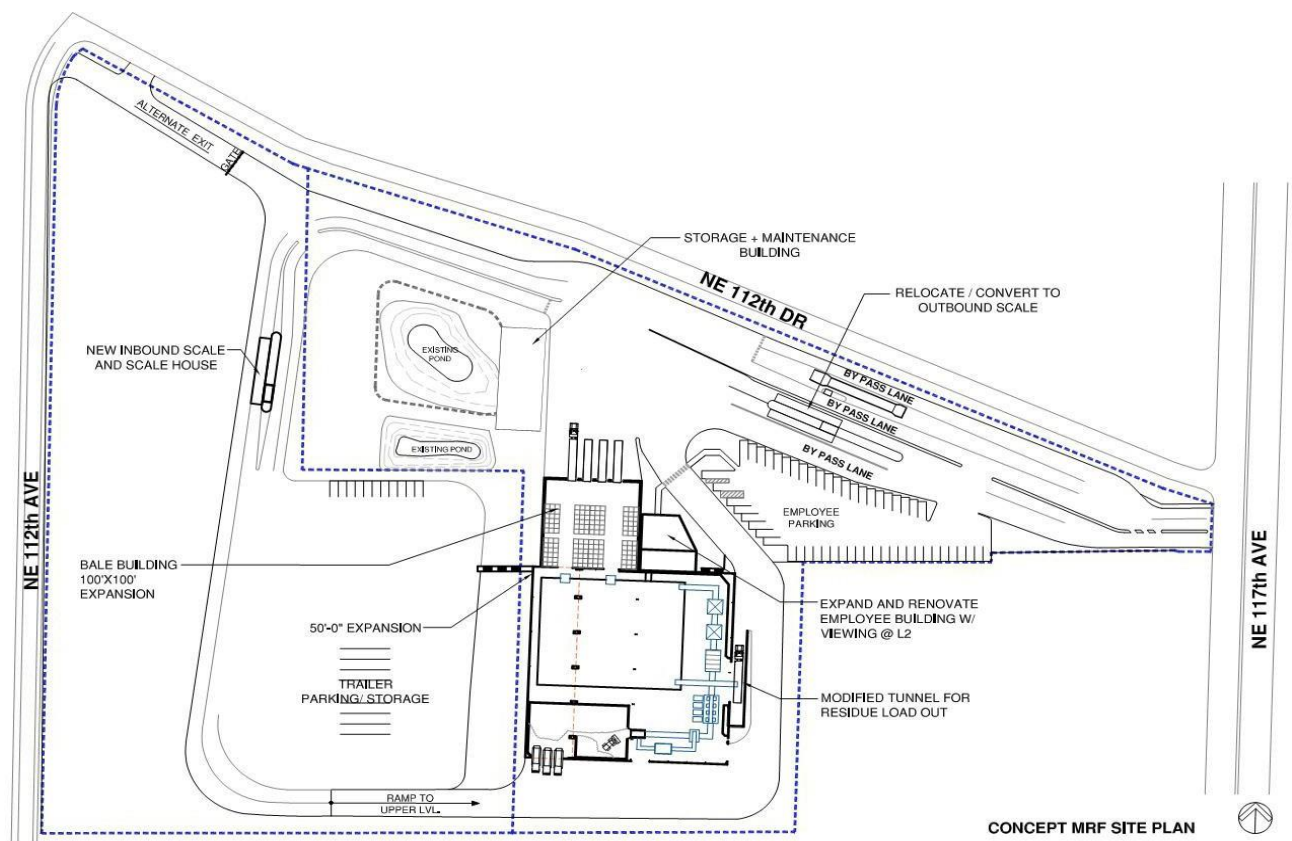 ALTERNATE EXIT
GATE
STORAGE + MAINTENANCE
BUILDING
NE 112th DR
RELOCATE / CONVERT TO
OUTBOUND SCALE
NEW INBOUND SCALE
AND SCALE HOUSE
EXISTING
POND
BY PASS LANE
BY PASS LANE
BY PASS LANE
EXISTING POND
NE 112th AVE
EMPLOYEE
PARKING
NE 117th AVE
BALE BUILDING
100'X100'
EXPANSION
50'-0" EXPANSION
EXPAND AND RENOVATE
EMPLOYEE BUILDING W/
VIEWING @ L2
TRAILER
PARKING/ STORAGE
MODIFIED TUNNEL FOR
RESIDUE LOAD OUT
RAMP TO
UPPER LVL.
CONCEPT MRF SITE PLAN